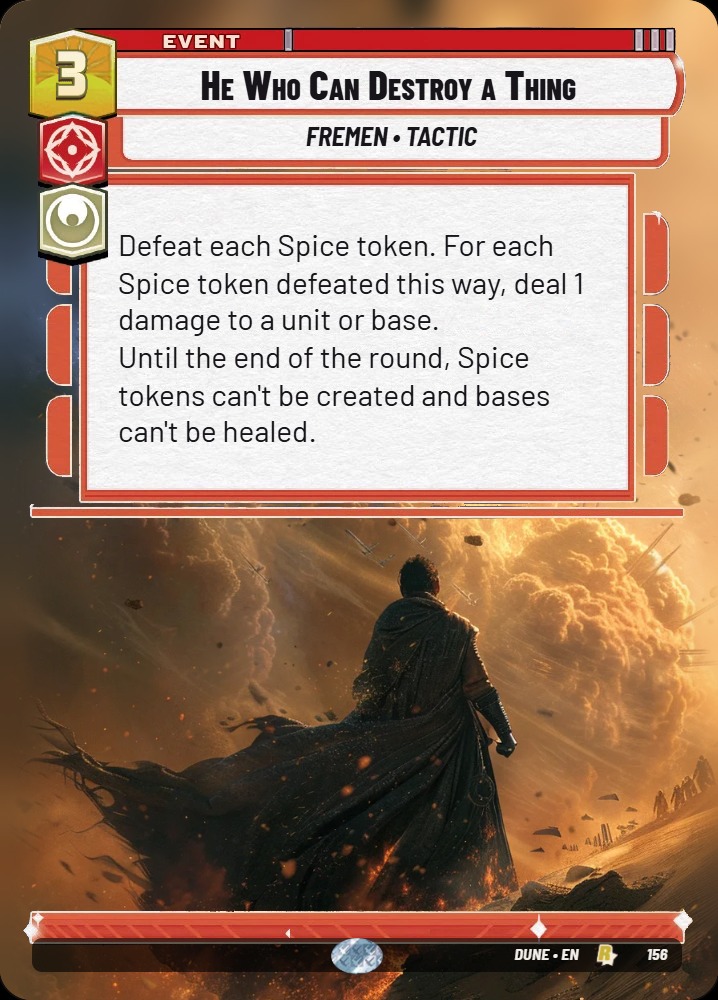 EVENT
3
HE WHO CAN DESTROY A THING
FREMEN • TACTIC
Defeat each Spice token. For each
Spice token defeated this way, deal 1
damage to a unit or base.
Until the end of the round, Spice
tokens can't be created and bases
can't be healed.
DUNE • EN R 156